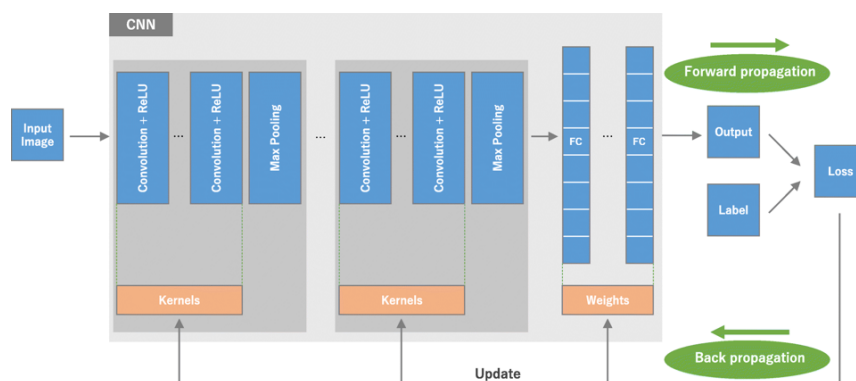 CNN
Forward propagation
Input
Image
Convolution + ReLU
...
Convolution + ReLU
Max Pooling
...
Convolution + ReLU
...
Convolution + ReLU
Max Pooling
FC
...
FC
Output
Label
Loss
Kernels
Kernels
Weights
Back propagation
Update